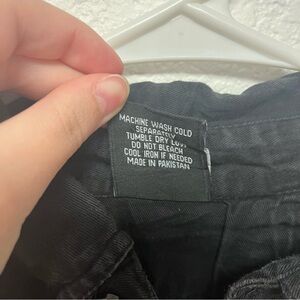 MACHINE WASH COLD
SEPARATELY
TUMBLE DRY LOW
DO NOT BLEACH
COOL IRON IF NEEDED
MADE IN PAKISTAN